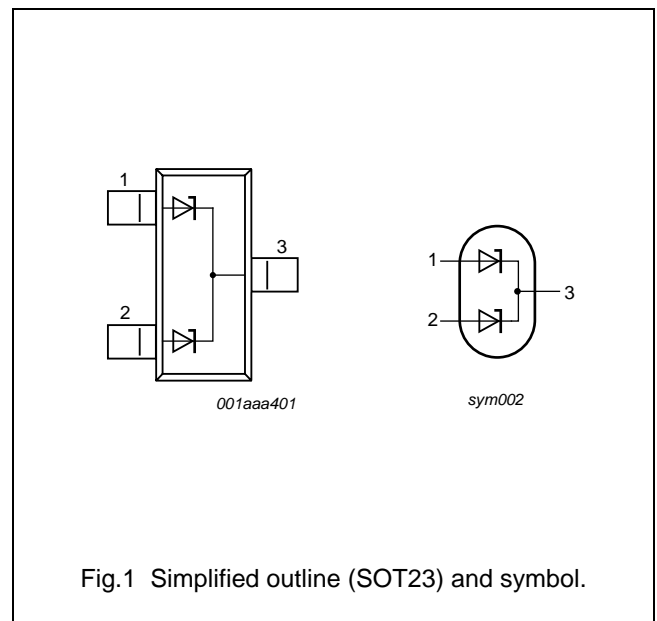 1
2
3
001aaa401
1
2
3
sym002
Fig.1 Simplified outline (SOT23) and symbol.